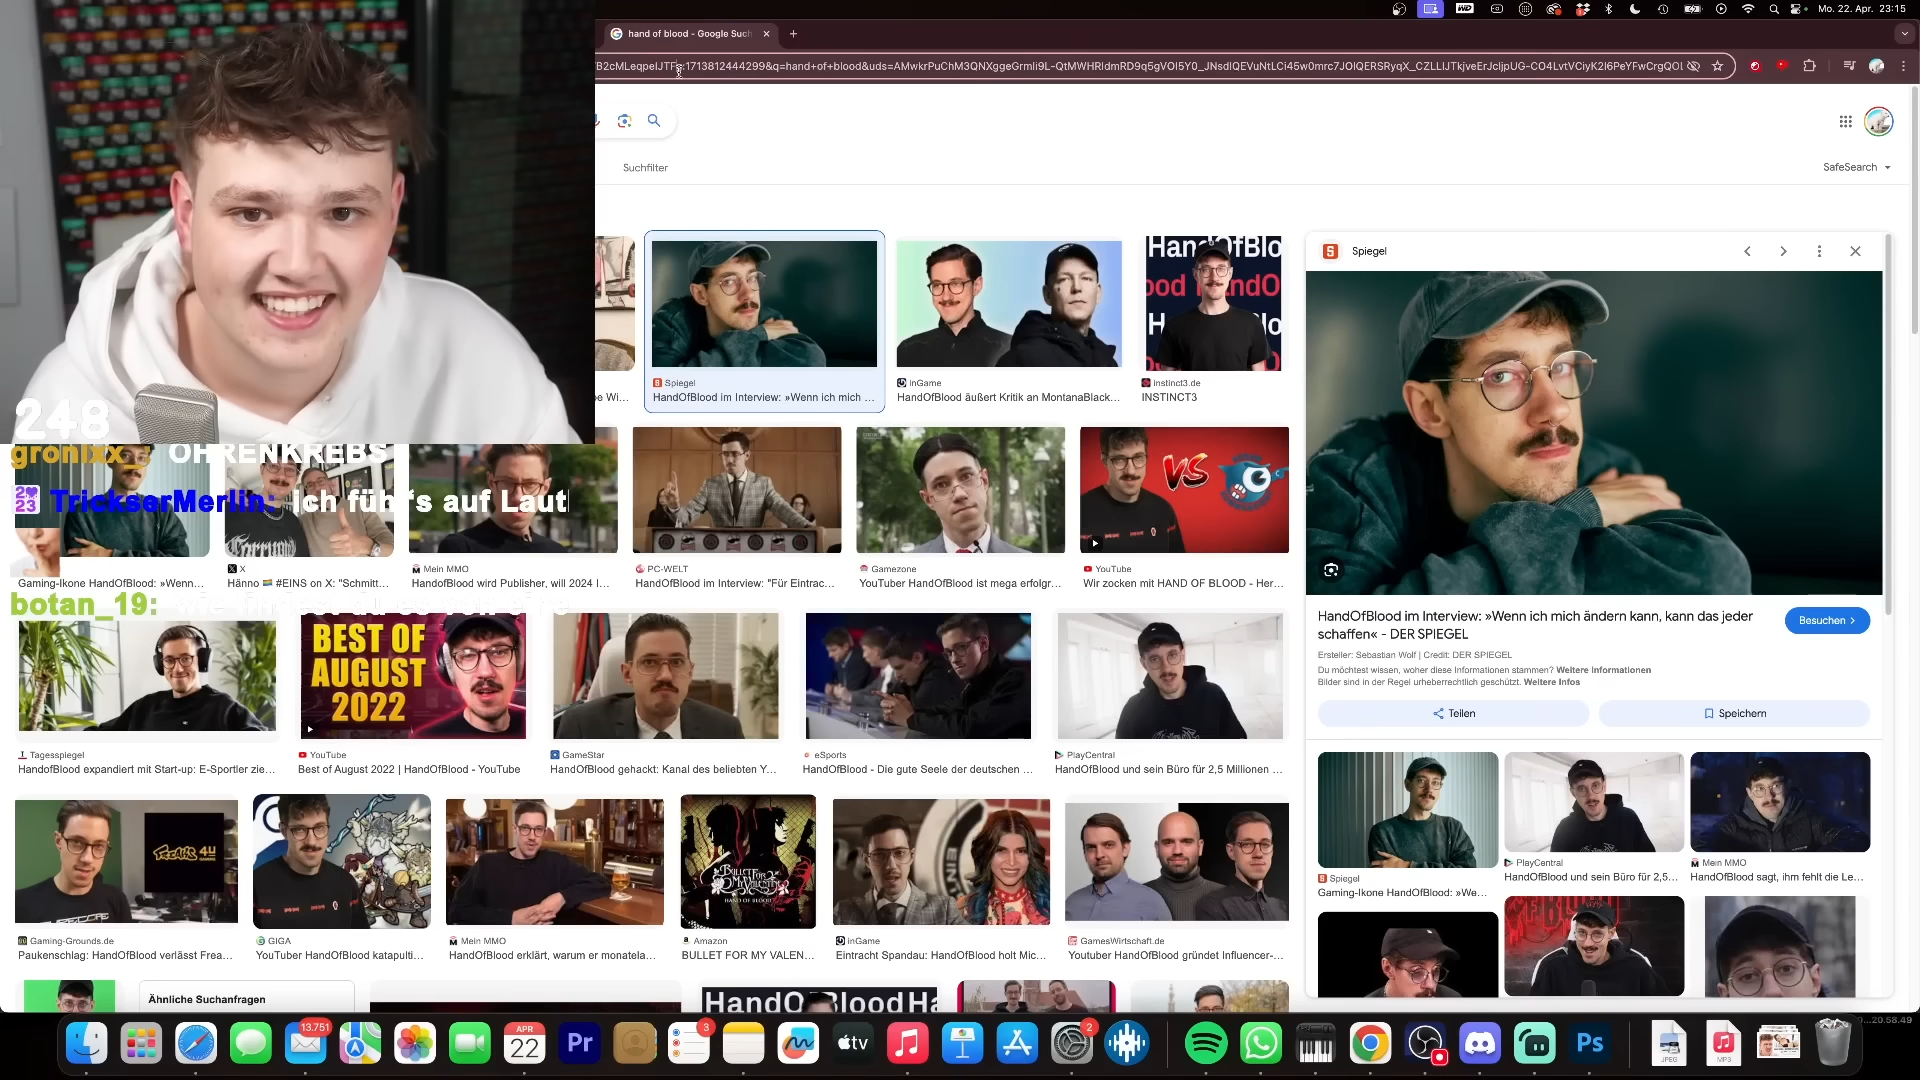 Mo. 22. Apr. 23:15
hand of blood - Google Such
Suchfilter
SafeSearch
Spiegel
HandOfBlood im Interview: »Wenn ich mich ...
inGame
HandOfBlood äußert Kritik an MontanaBlack...
instinct3.de
INSTINCT3
248
gronixx_: OHRENKREBS
TrickserMerlin: ich fühl's auf Laut
botan_19:
Gaming-Ikone HandOfBlood: »Wenn...
X
Hänno #EINS on X: "Schmitt...
Mein MMO
HandofBlood wird Publisher, will 2024 l...
PC-WELT
HandOfBlood im Interview: "Für Eintrac...
Gamezone
YouTuber HandOfBlood ist mega erfolgr...
VS
YouTube
Wir zocken mit HAND OF BLOOD - Her...
Tagesspiegel
HandofBlood expandiert mit Start-up: E-Sportler zie...
BEST OF
AUGUST
2022
YouTube
Best of August 2022 | HandOfBlood - YouTube
GameStar
HandOfBlood gehackt: Kanal des beliebten Y...
eSports
HandOfBlood - Die gute Seele der deutschen ...
PlayCentral
HandOfBlood und sein Büro für 2,5 Millionen ...
Gaming-Grounds.de
Paukenschlag: HandOfBlood verlässt Frea...
GIGA
YouTuber HandOfBlood katapulti...
Mein MMO
HandOfBlood erklärt, warum er monatela...
Amazon
BULLET FOR MY VALEN...
inGame
Eintracht Spandau: HandOfBlood holt Mic...
GamesWirtschaft.de
Youtuber HandOfBlood gründet Influencer-...
Ähnliche Suchanfragen
Spiegel
HandOfBlood im Interview: »Wenn ich mich ändern kann, kann das jeder
schaffen« - DER SPIEGEL
Besuchen
Ersteller: Sebastian Wolf | Credit: DER SPIEGEL
Du möchtest wissen, woher diese Informationen stammen? Weitere Informationen
Bilder sind in der Regel urheberrechtlich geschützt. Weitere Infos
Teilen
Speichern
Spiegel
Gaming-Ikone HandOfBlood: »We...
PlayCentral
HandOfBlood und sein Büro für 2,5...
Mein MMO
HandOfBlood sagt, ihm fehlt die Le...
13.751
APR
22
Pr
3
tv
2
Ps
JPEG
MP3